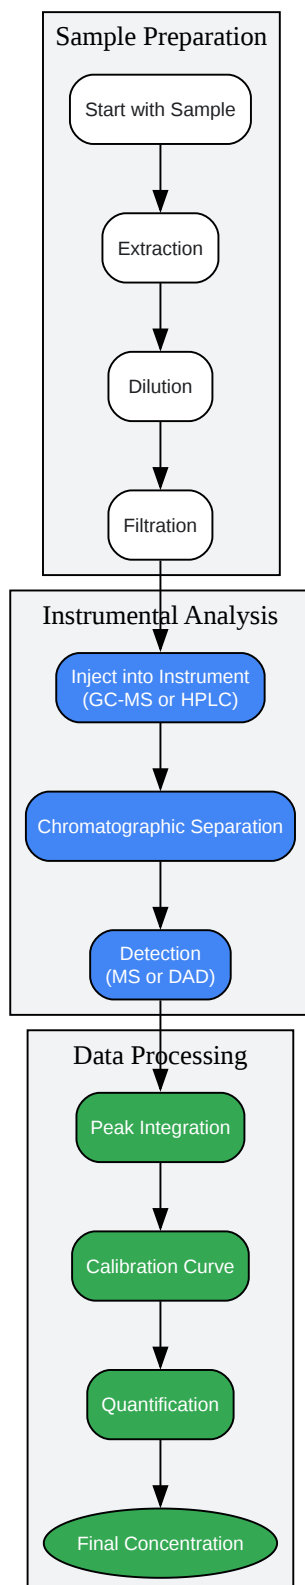 Sample Preparation
Start with Sample
Extraction
Dilution
Filtration
Instrumental Analysis
Inject into Instrument
(GC-MS or HPLC)
Chromatographic Separation
Detection
(MS or DAD)
Data Processing
Peak Integration
Calibration Curve
Quantification
Final Concentration